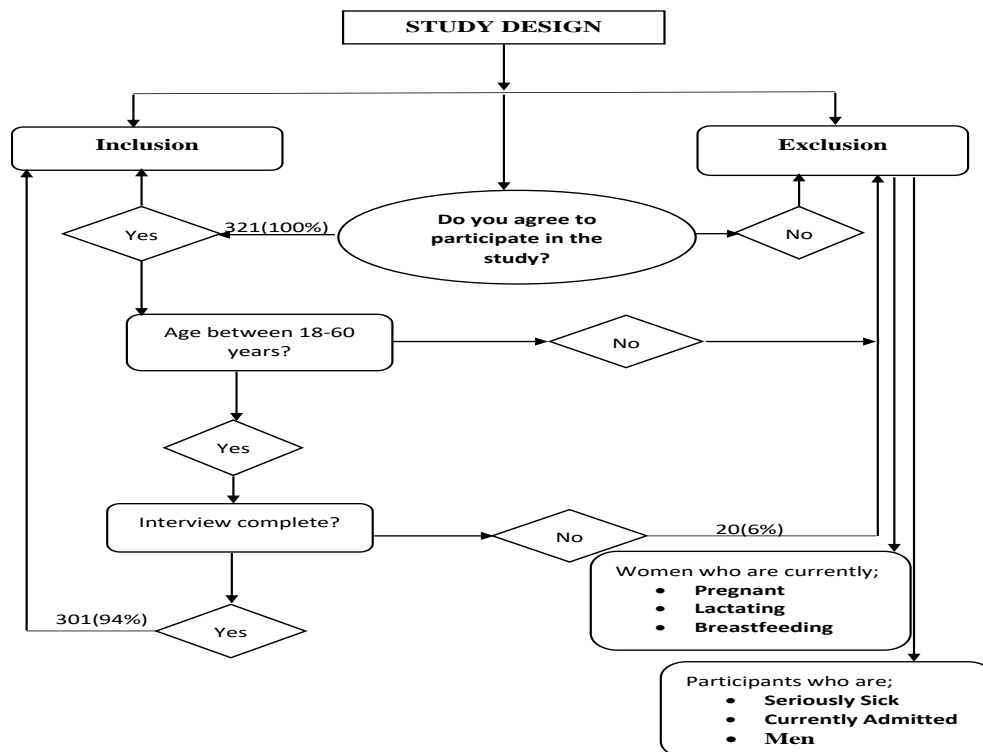 STUDY DESIGN
Inclusion
Exclusion
Do you agree to
participate in the
study?
321(100%)
Yes
No
Age between 18-60
years?
No
Yes
Interview complete?
No
20(6%)
301(94%)
Yes
Women who are currently;
• Pregnant
• Lactating
• Breastfeeding
Participants who are;
• Seriously Sick
• Currently Admitted
• Men